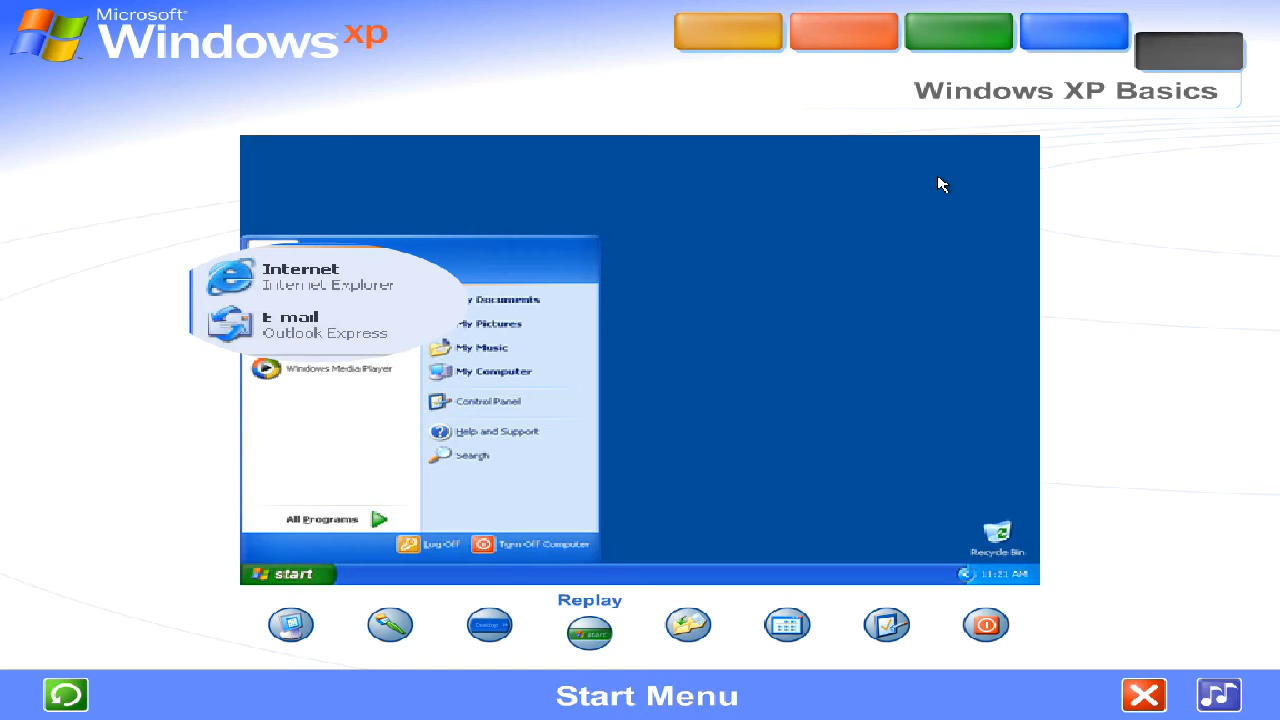 Microsoft®
Windows xp
Windows XP Basics
Internet
Internet Explorer
E-mail
Outlook Express
Windows Media Player
All Programs
My Documents
My Pictures
My Music
My Computer
Control Panel
Help and Support
Search
Log Off
Turn Off Computer
Recycle Bin
start
11:21 AM
Replay
Desktop
start
Start Menu